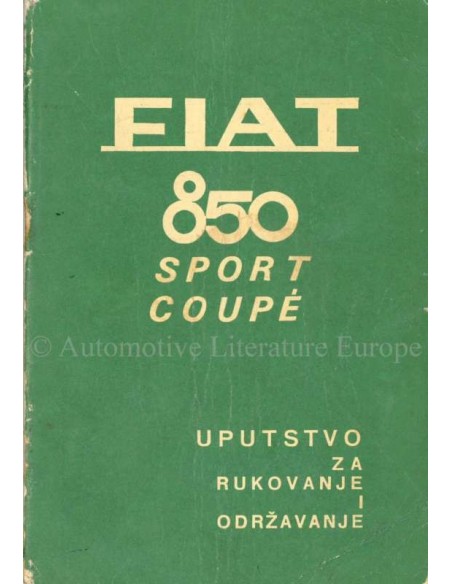 FIAT
850
SPORT
COUPÉ
© Automotive Literature Europe
UPUTSTVO
ZA
RUKOVANJE
I
ODRŽAVANJE